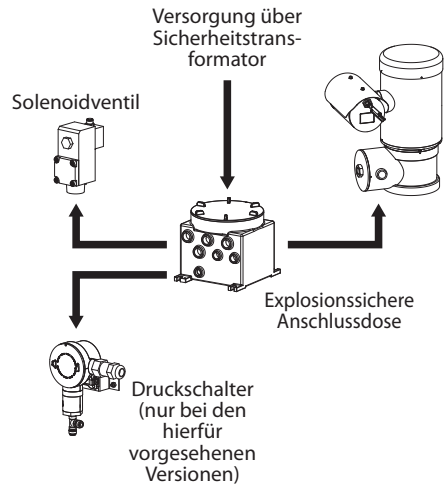 Versorgung über
Sicherheitstrans-
formator
Solenoidventil
Explosionssichere
Anschlussdose
Druckschalter
(nur bei den
hierfür
vorgesehenen
Versionen)